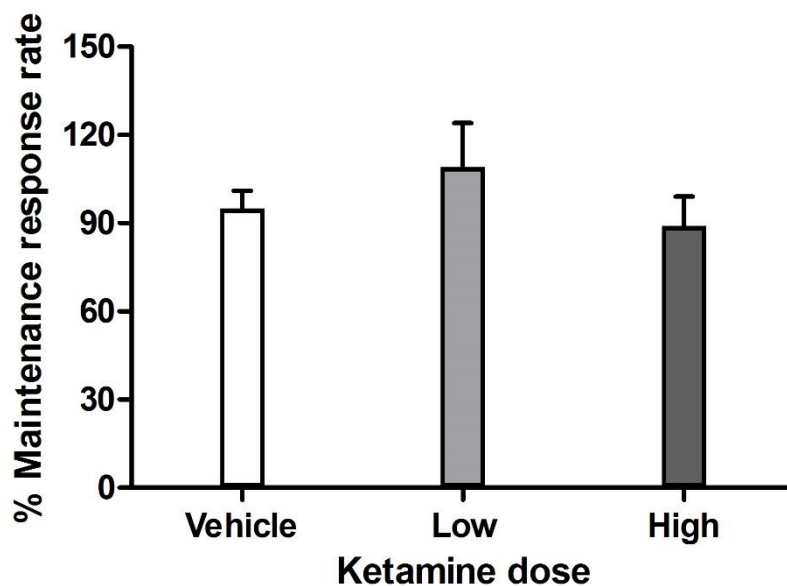 % Maintenance response rate
150
120
90
60
30
0
Vehicle Low High
Ketamine dose